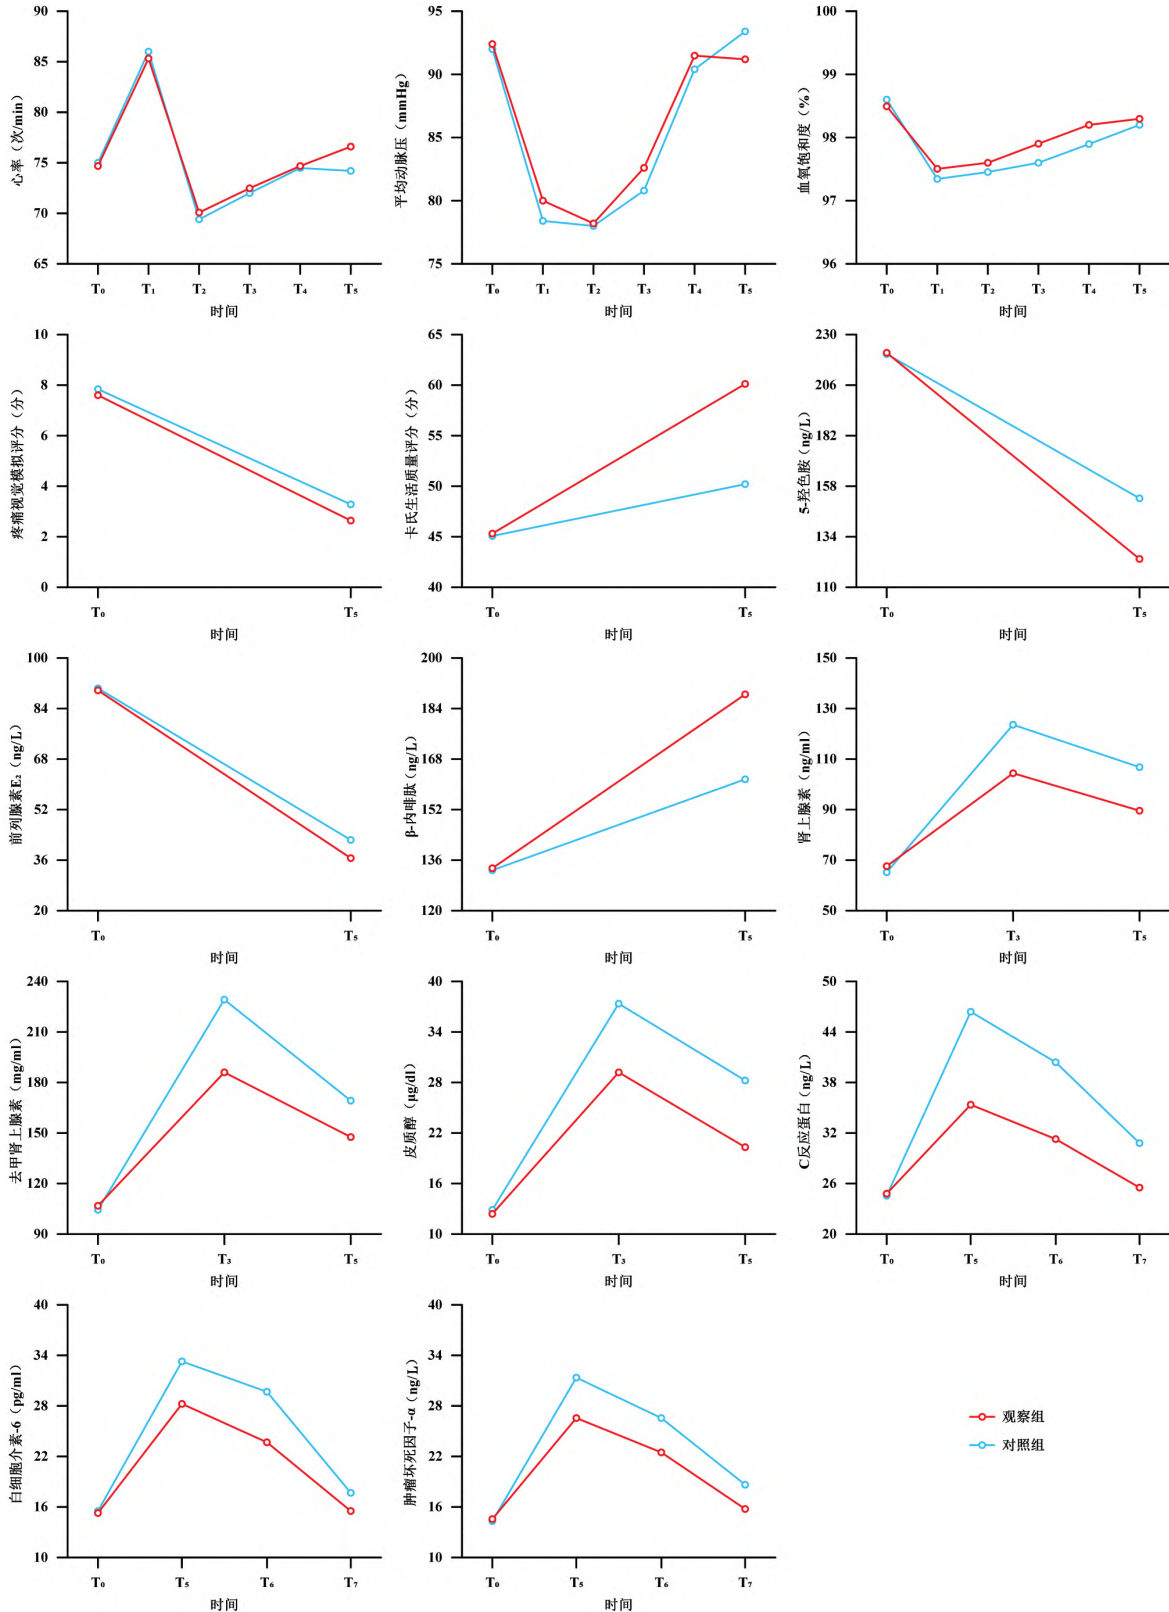 心率（次/min）
90
85
80
75
70
65
T₀ T₁ T₂ T₃ T₄ T₅
时间
平均动脉压（mmHg）
95
90
85
80
75
T₀ T₁ T₂ T₃ T₄ T₅
时间
血氧饱和度（%）
100
99
98
97
96
T₀ T₁ T₂ T₃ T₄ T₅
时间
疼痛视觉模拟评分（分）
10
8
6
4
2
0
T₀ T₅
时间
卡氏生活质量评分（分）
65
60
55
50
45
40
T₀ T₅
时间
5-羟色胺（ng/L）
230
206
182
158
134
110
T₀ T₅
时间
前列腺素E₂（ng/L）
100
84
68
52
36
20
T₀ T₅
时间
β-内啡肽（ng/L）
200
184
168
152
136
120
T₀ T₅
时间
肾上腺素（ng/ml）
150
130
110
90
70
50
T₀ T₃ T₅
时间
去甲肾上腺素（mg/ml）
240
210
180
150
120
90
T₀ T₃ T₅
时间
皮质醇（μg/dl）
40
34
28
22
16
10
T₀ T₃ T₅
时间
C反应蛋白（ng/L）
50
44
38
32
26
20
T₀ T₅ T₆ T₇
时间
白细胞介素-6（pg/ml）
40
34
28
22
16
10
T₀ T₅ T₆ T₇
时间
肿瘤坏死因子-α（ng/L）
40
34
28
22
16
10
T₀ T₅ T₆ T₇
时间
观察组
对照组